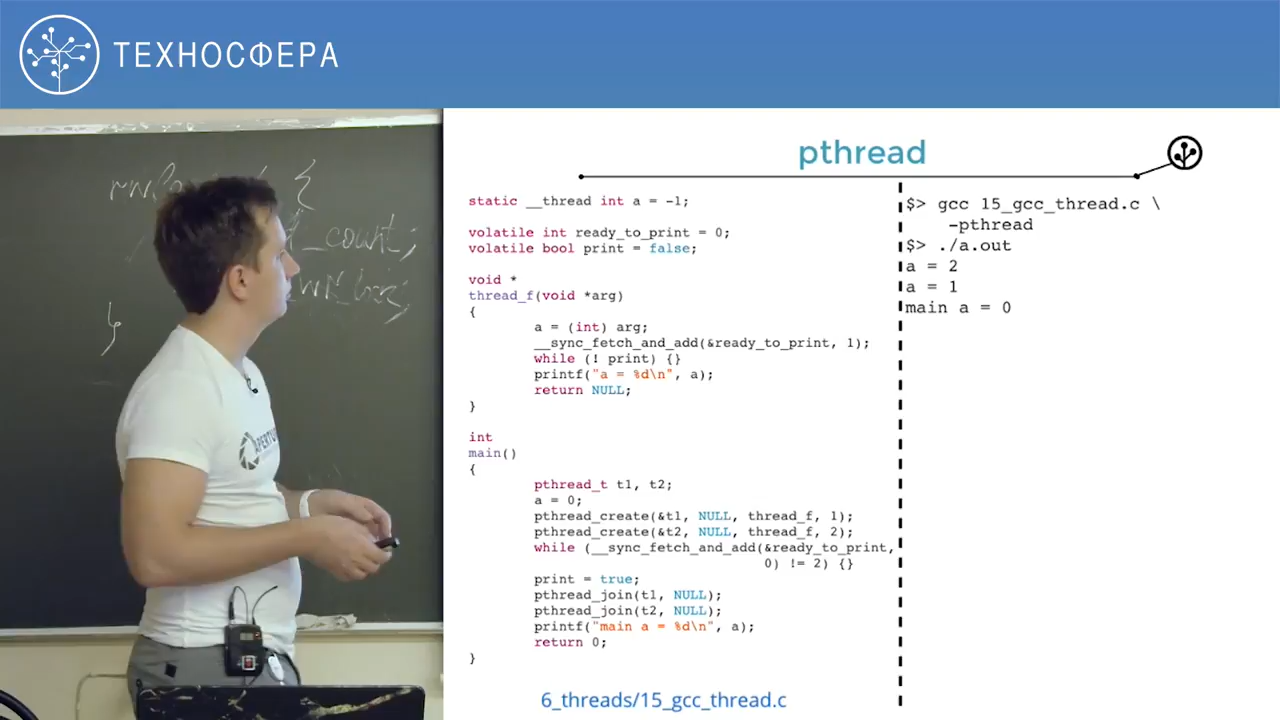 ТЕХНОСФЕРА
pthread
static __thread int a = -1;
volatile int ready_to_print = 0;
volatile bool print = false;
void *
thread_f(void *arg)
{
a = (int) arg;
__sync_fetch_and_add(&ready_to_print, 1);
while (! print) {}
printf("a = %d\n", a);
return NULL;
}
int
main()
{
pthread_t t1, t2;
a = 0;
pthread_create(&t1, NULL, thread_f, 1);
pthread_create(&t2, NULL, thread_f, 2);
while (__sync_fetch_and_add(&ready_to_print,
0) != 2) {}
print = true;
pthread_join(t1, NULL);
pthread_join(t2, NULL);
printf("main a = %d\n", a);
return 0;
}
6_threads/15_gcc_thread.c
$> gcc 15_gcc_thread.c \
-pthread
$> ./a.out
a = 2
a = 1
main a = 0
{
_count;
}
APERTU